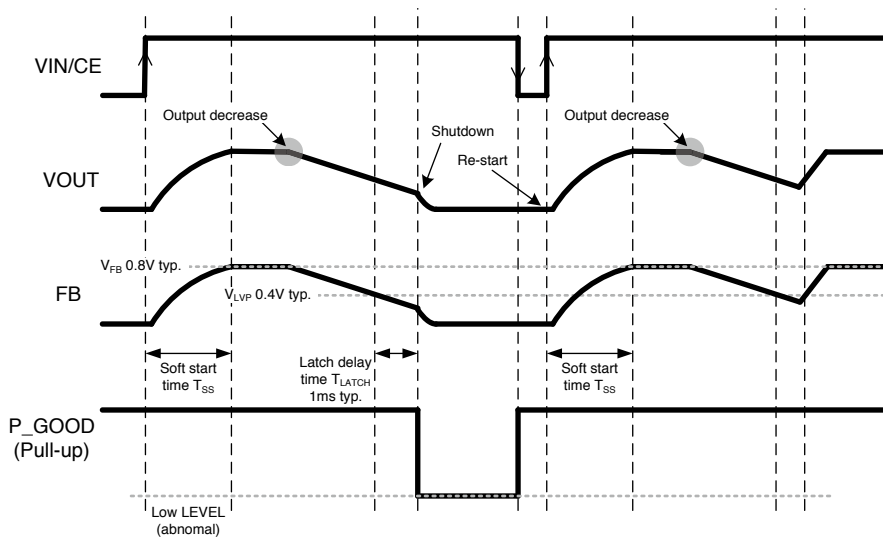 VIN/CE
Output decrease
Output decrease
Shutdown
Re-start
VOUT
VFB 0.8V typ.
FB
VLVP 0.4V typ.
Soft start
time TSS
Latch delay
time TLATCH
1ms typ.
Soft start
time TSS
P_GOOD
(Pull-up)
Low LEVEL
(abnomal)